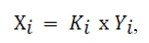 Xᵢ = Kᵢ x Yᵢ,